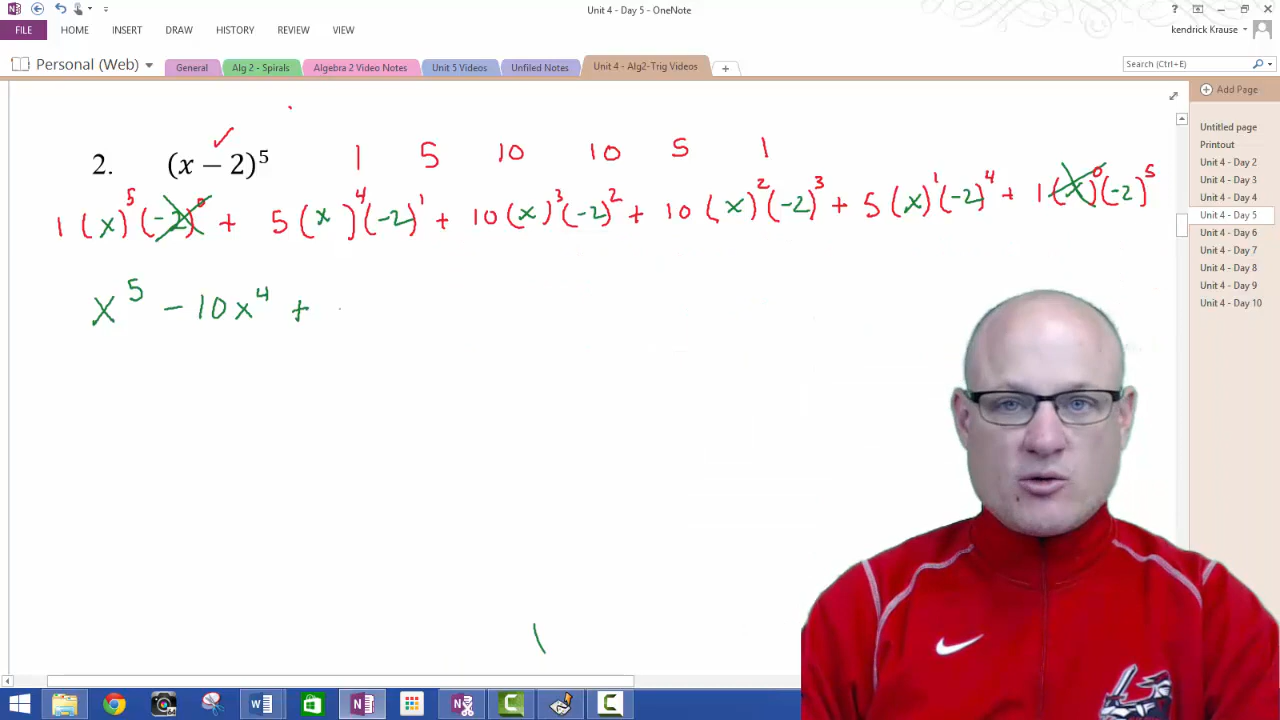 Unit 4 - Day 5 - OneNote
FILE HOME INSERT DRAW HISTORY REVIEW VIEW
kendrick Krause
Personal (Web) General Alg 2 - Spirals Algebra 2 Video Notes Unit 5 Videos Unfiled Notes Unit 4 - Alg2-Trig Videos
Search (Ctrl+E)
Add Page
Untitled page
Printout
Unit 4 - Day 2
Unit 4 - Day 3
Unit 4 - Day 4
Unit 4 - Day 5
Unit 4 - Day 6
Unit 4 - Day 7
Unit 4 - Day 8
Unit 4 - Day 9
Unit 4 - Day 10
2. (x − 2)⁵ 1 5 10 10 5 1
1(x)⁵(-2)⁰ + 5(x)⁴(-2)¹ + 10(x)³(-2)² + 10(x)²(-2)³ + 5(x)¹(-2)⁴ + 1(x)⁰(-2)⁵
x⁵ − 10x⁴ +